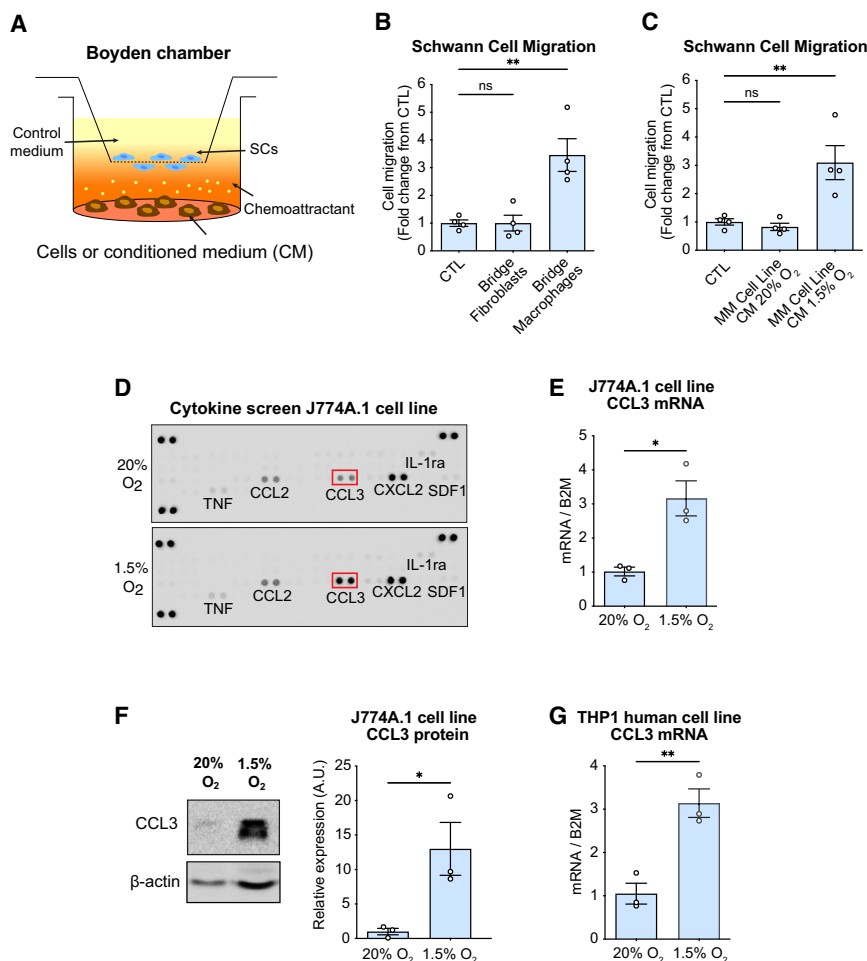 A
Boyden chamber
Control
medium
SCs
Chemoattractant
Cells or conditioned medium (CM)
B
Schwann Cell Migration
**
ns
Cell migration
(Fold change from CTL)
6
5
4
3
2
1
0
CTL
Bridge
Fibroblasts
Bridge
Macrophages
C
Schwann Cell Migration
**
ns
Cell migration
(Fold change from CTL)
6
5
4
3
2
1
0
CTL
MM Cell Line
CM 20% O₂
MM Cell Line
CM 1.5% O₂
D
Cytokine screen J774A.1 cell line
20%
O₂
TNF
CCL2
CCL3
CXCL2
IL-1ra
SDF1
1.5%
O₂
TNF
CCL2
CCL3
CXCL2
IL-1ra
SDF1
E
J774A.1 cell line
CCL3 mRNA
*
mRNA / B2M
5
4
3
2
1
0
20% O₂
1.5% O₂
F
20%
O₂
1.5%
O₂
CCL3
β-actin
J774A.1 cell line
CCL3 protein
*
Relative expression (A.U.)
25
20
15
10
5
0
20% O₂
1.5% O₂
G
THP1 human cell line
CCL3 mRNA
**
mRNA / B2M
4
3
2
1
0
20% O₂
1.5% O₂